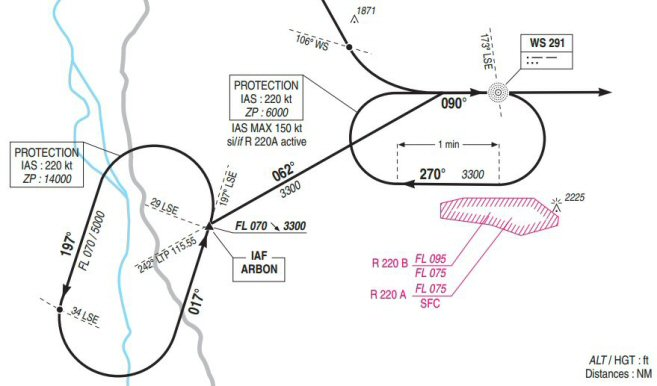 1871
106° WS
173° LSE
WS 291
PROTECTION
IAS : 220 kt
ZP : 6000
IAS MAX 150 kt
si/if R 220A active
090°
1 min
270° 3300
062°
3300
PROTECTION
IAS : 220 kt
ZP : 14000
197° LSE
29 LSE
FL 070 ↘ 3300
242° LTP 115.55
IAF
ARBON
197°
FL 070 / 5000
017°
34 LSE
2225
R 220 B FL 095
FL 075
R 220 A FL 075
SFC
ALT / HGT : ft
Distances : NM